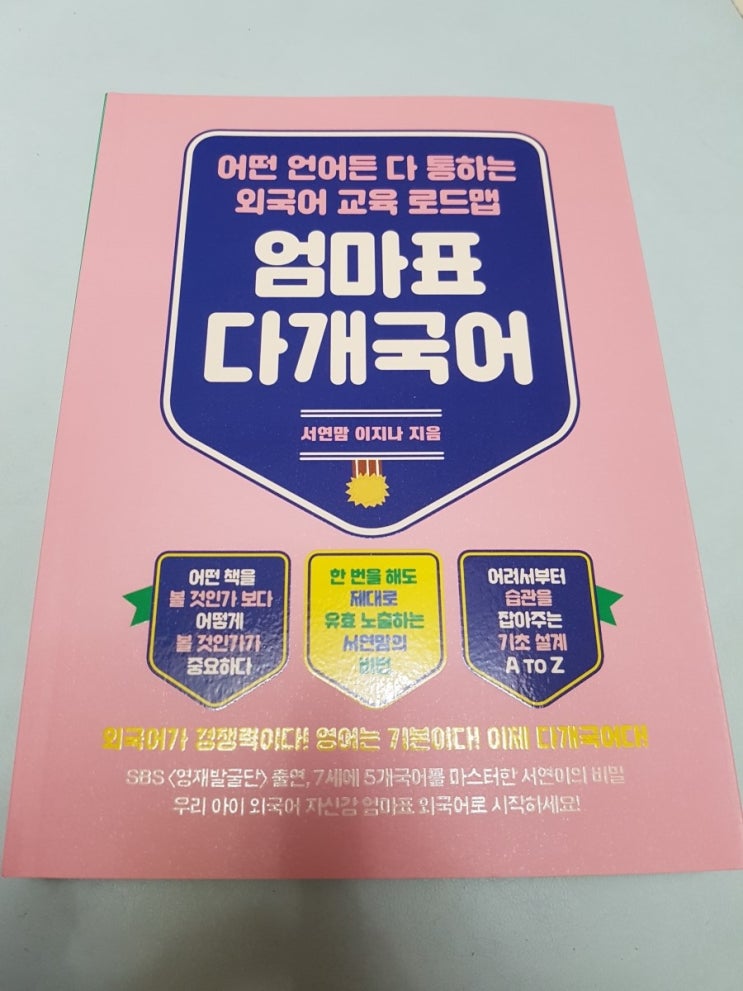 어떤 언어든 다 통하는
외국어 교육 로드맵
엄마표
다개국어
서연맘 이지나 지음
어떤 책을
볼 것인가 보다
어떻게
볼 것인가가
중요하다
한 번을 해도
제대로
유효 노출하는
서연맘의
비법
어려서부터
습관을
잡아주는
기초 설계
A TO Z
외국어가 경쟁력이다! 영어는 기본이다! 이제 다개국어다!
SBS <영재발굴단> 출연, 7세에 5개국어를 마스터한 서연이의 비밀
우리 아이 외국어 자신감 엄마표 외국어로 시작하세요!